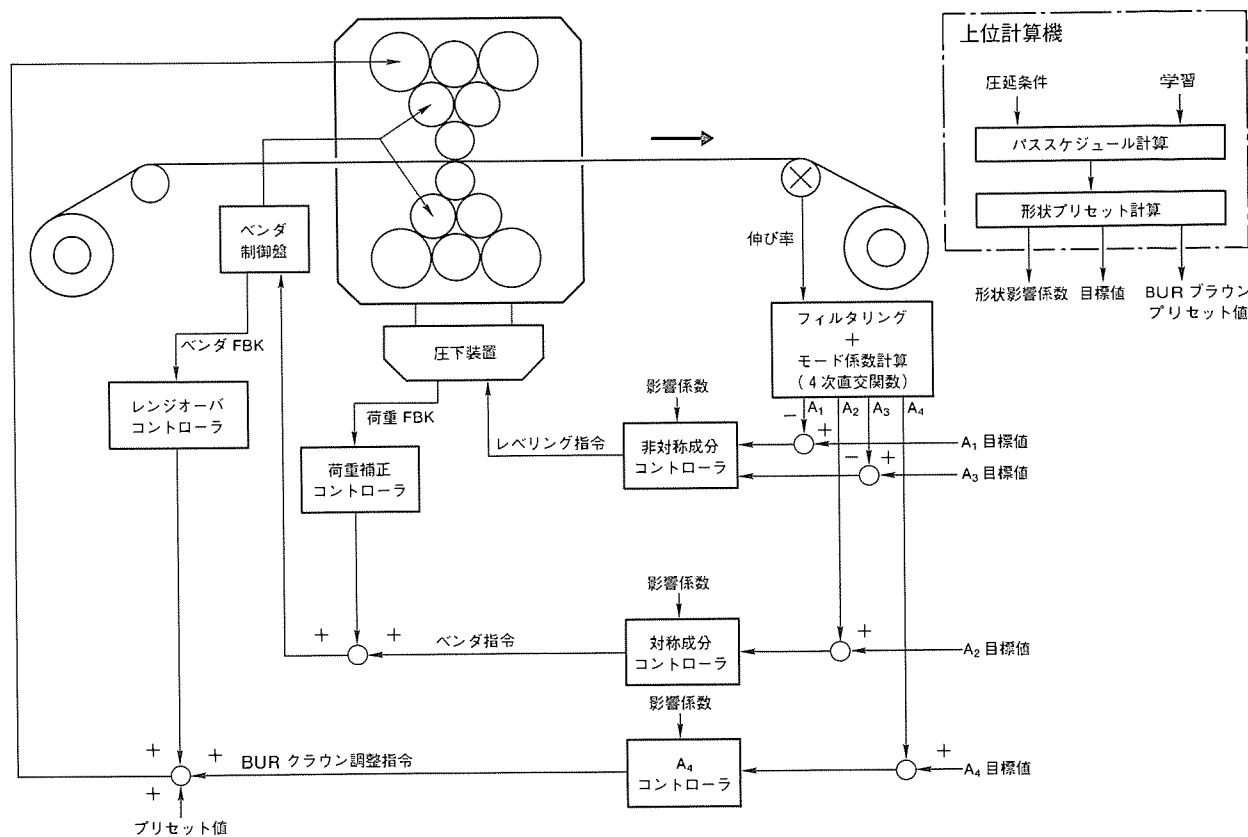 上位計算機
圧延条件
学習
パススケジュール計算
形状プリセット計算
形状影響係数
目標値
BUR ブラウン
プリセット値
ベンダ
制御盤
伸び率
フィルタリング
+
モード係数計算
(4次直交関数)
圧下装置
ベンダ FBK
荷重 FBK
レンジオーバ
コントローラ
荷重補正
コントローラ
レベリング指令
影響係数
非対称成分
コントローラ
A1
A2
A3
A4
−
+
A1 目標値
−
+
A3 目標値
影響係数
対称成分
コントローラ
ベンダ指令
+
+
+
A2 目標値
影響係数
A4
コントローラ
BUR クラウン調整指令
+
+
+
+
A4 目標値
プリセット値